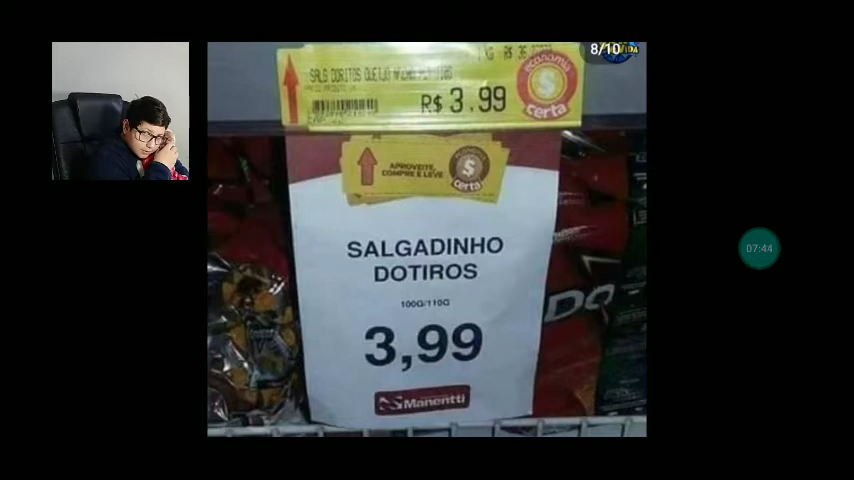 8/10
SALG DORITOS QUEIJO
R$ 3.99
economia
$
certa
APROVEITE,
COMPRE E LEVE
$
certa
SALGADINHO
DOTIROS
100G/110G
3,99
Manentti
DO
07:44